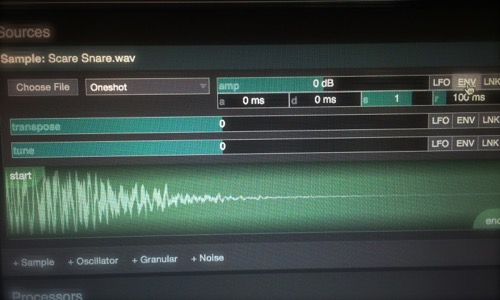 Sources
Sample: Scare Snare.wav
Choose File Oneshot amp 0 dB LFO ENV LNK
a 0 ms d 0 ms s 1 r 100 ms
transpose 0 LFO ENV LNK
tune 0 LFO ENV LNK
start
end
+ Sample + Oscillator + Granular + Noise
Processors